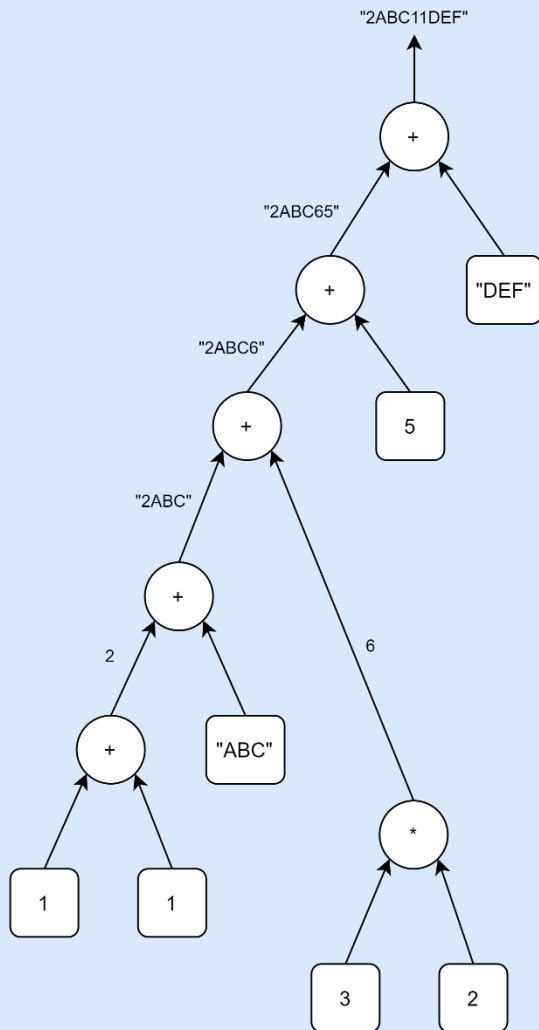 "2ABC11DEF"
+
"2ABC65"
+
"DEF"
"2ABC6"
+
5
"2ABC"
+
6
2
+
"ABC"
*
1
1
3
2